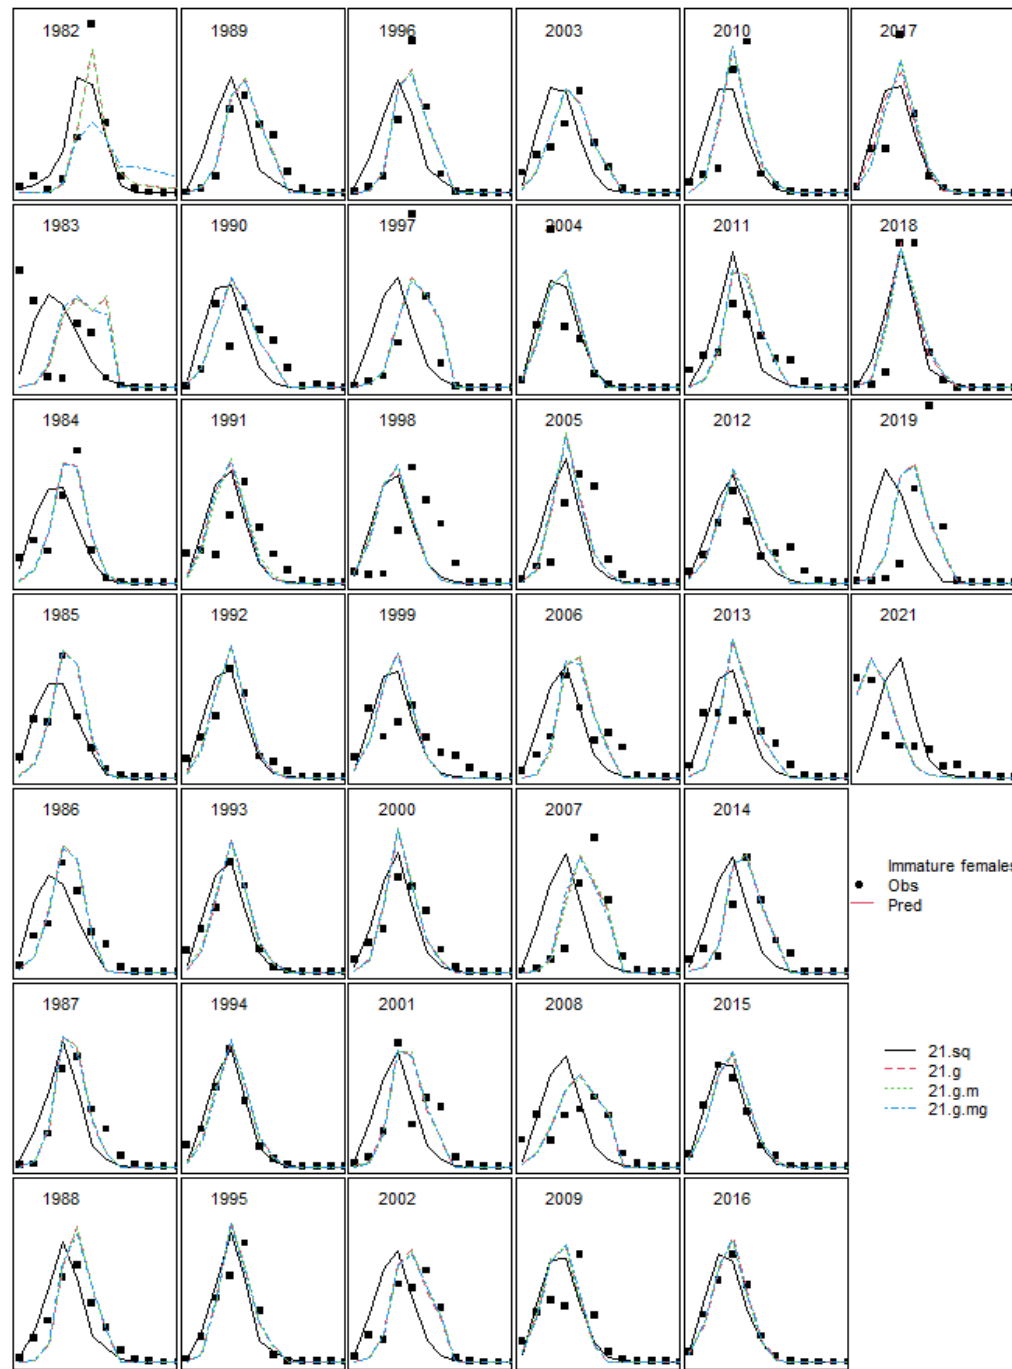 1982 1989 1996 2003 2010 2017
1983 1990 1997 2004 2011 2018
1984 1991 1998 2005 2012 2019
1985 1992 1999 2006 2013 2021
1986 1993 2000 2007 2014
Immature females
Obs
Pred
1987 1994 2001 2008 2015
21.sq
21.g
21.g.m
21.g.mg
1988 1995 2002 2009 2016